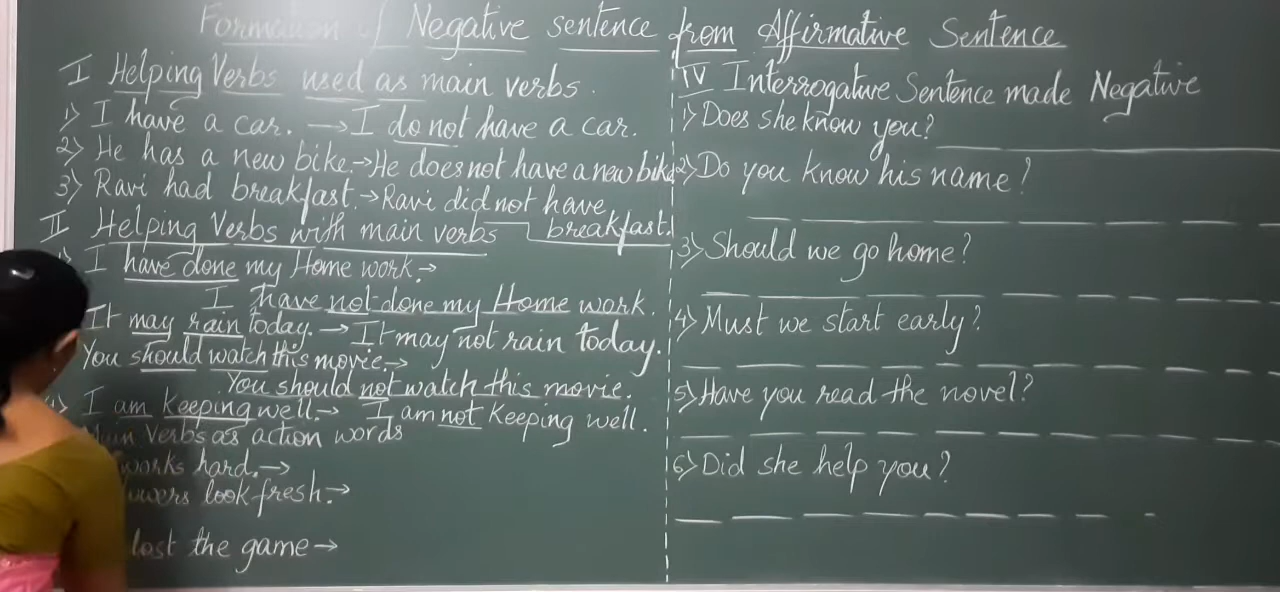 Formation of Negative sentence from Affirmative Sentence
I Helping Verbs used as main verbs.
1) I have a car. → I do not have a car.
2) He has a new bike. → He does not have a new bike.
3) Ravi had breakfast. → Ravi did not have
breakfast.
II Helping Verbs with main verbs
I have done my Home work. →
I have not done my Home work.
It may rain today. → It may not rain today.
You should watch this movie. →
You should not watch this movie.
I am keeping well. → I am not keeping well.
Verbs as action words
works hard. →
look fresh. →
lost the game →
IV Interrogative Sentence made Negative
1) Does she know you?
2) Do you know his name?
3) Should we go home?
4) Must we start early?
5) Have you read the novel?
6) Did she help you?